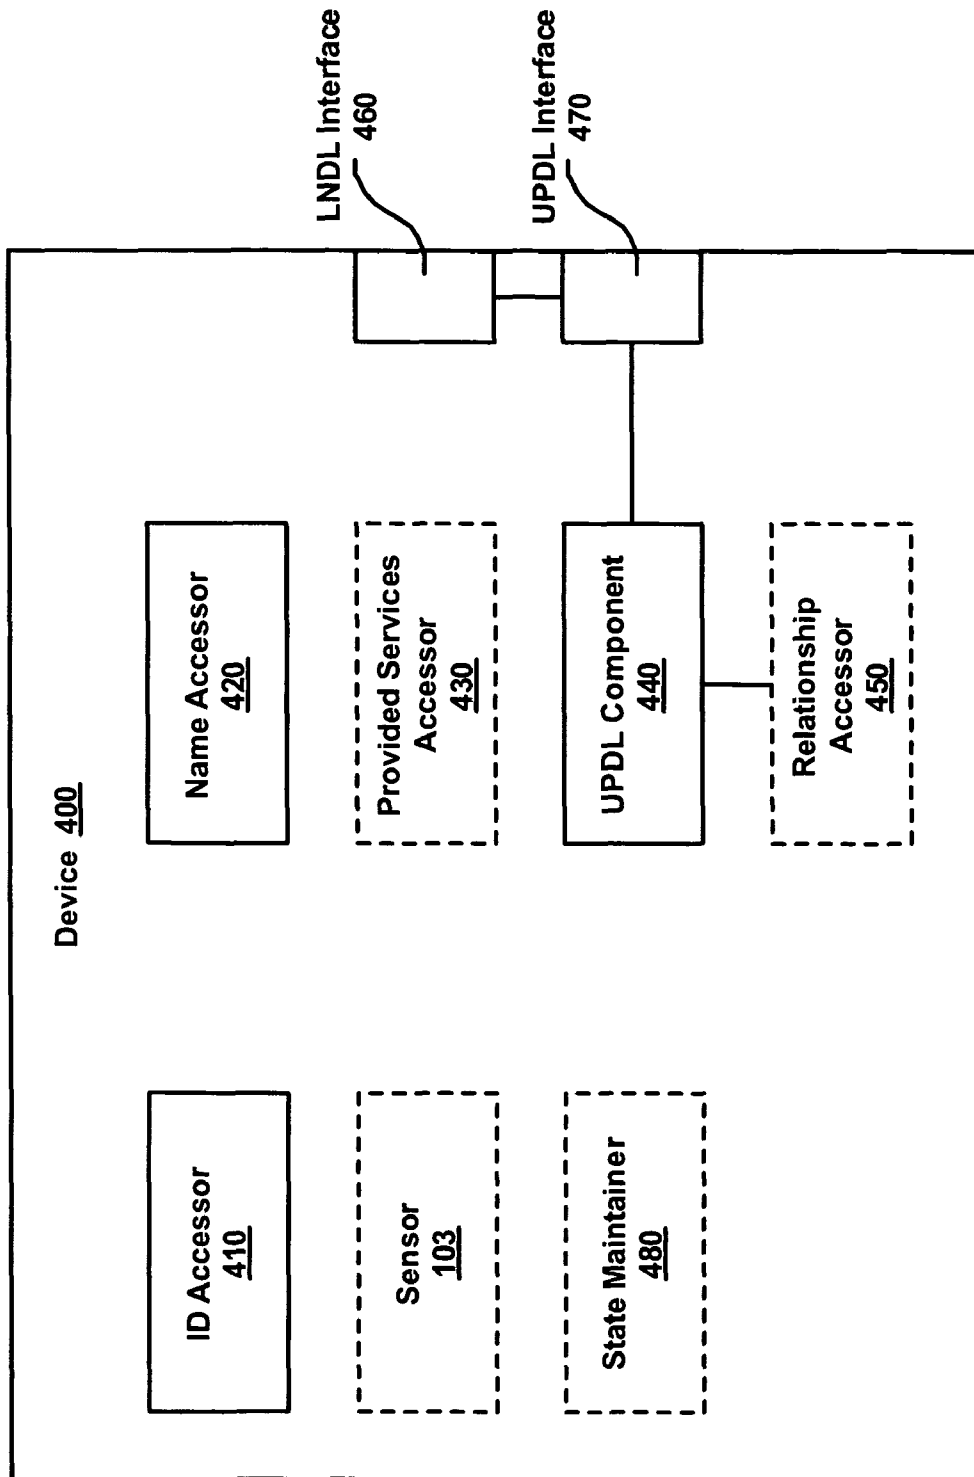 Device 400
ID Accessor
410
Name Accessor
420
Sensor
103
Provided Services
Accessor
430
LNDL Interface
460
State Maintainer
480
UPDL Component
440
UPDL Interface
470
Relationship
Accessor
450